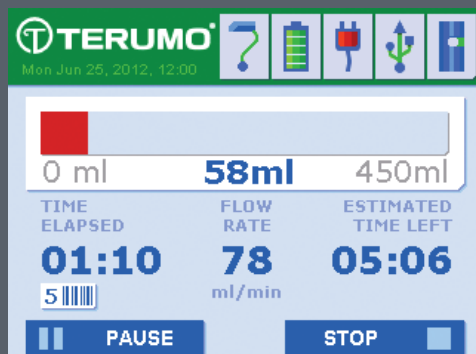 TERUMO
Mon Jun 25, 2012, 12:00
0 ml 58ml 450ml
TIME ELAPSED FLOW RATE ESTIMATED TIME LEFT
01:10 78 05:06
5 ml/min
PAUSE STOP